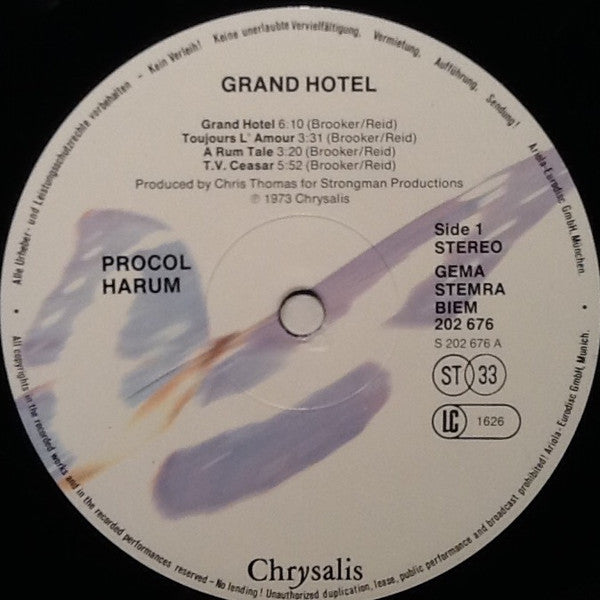 Alle Urheber- und Leistungsschutzrechte vorbehalten - Kein Verleih! Keine unerlaubte Vervielfältigung, Vermietung, Aufführung, Sendung! Ariola-Eurodisc GmbH, München.
GRAND HOTEL
Grand Hotel 6:10 (Brooker/Reid)
Toujours L' Amour 3:31 (Brooker/Reid)
A Rum Tale 3:20 (Brooker/Reid)
T.V. Ceasar 5:52 (Brooker/Reid)
Produced by Chris Thomas for Strongman Productions
℗ 1973 Chrysalis
PROCOL
HARUM
Side 1
STEREO
GEMA
STEMRA
BIEM
202 676
S 202 676 A
ST 33
LC 1626
Chrysalis
All copyrights in the recorded works and in the recorded performances reserved - No lending! Unauthorized duplication, lease, public performance and broadcast prohibited! Ariola-Eurodisc GmbH, Munich.